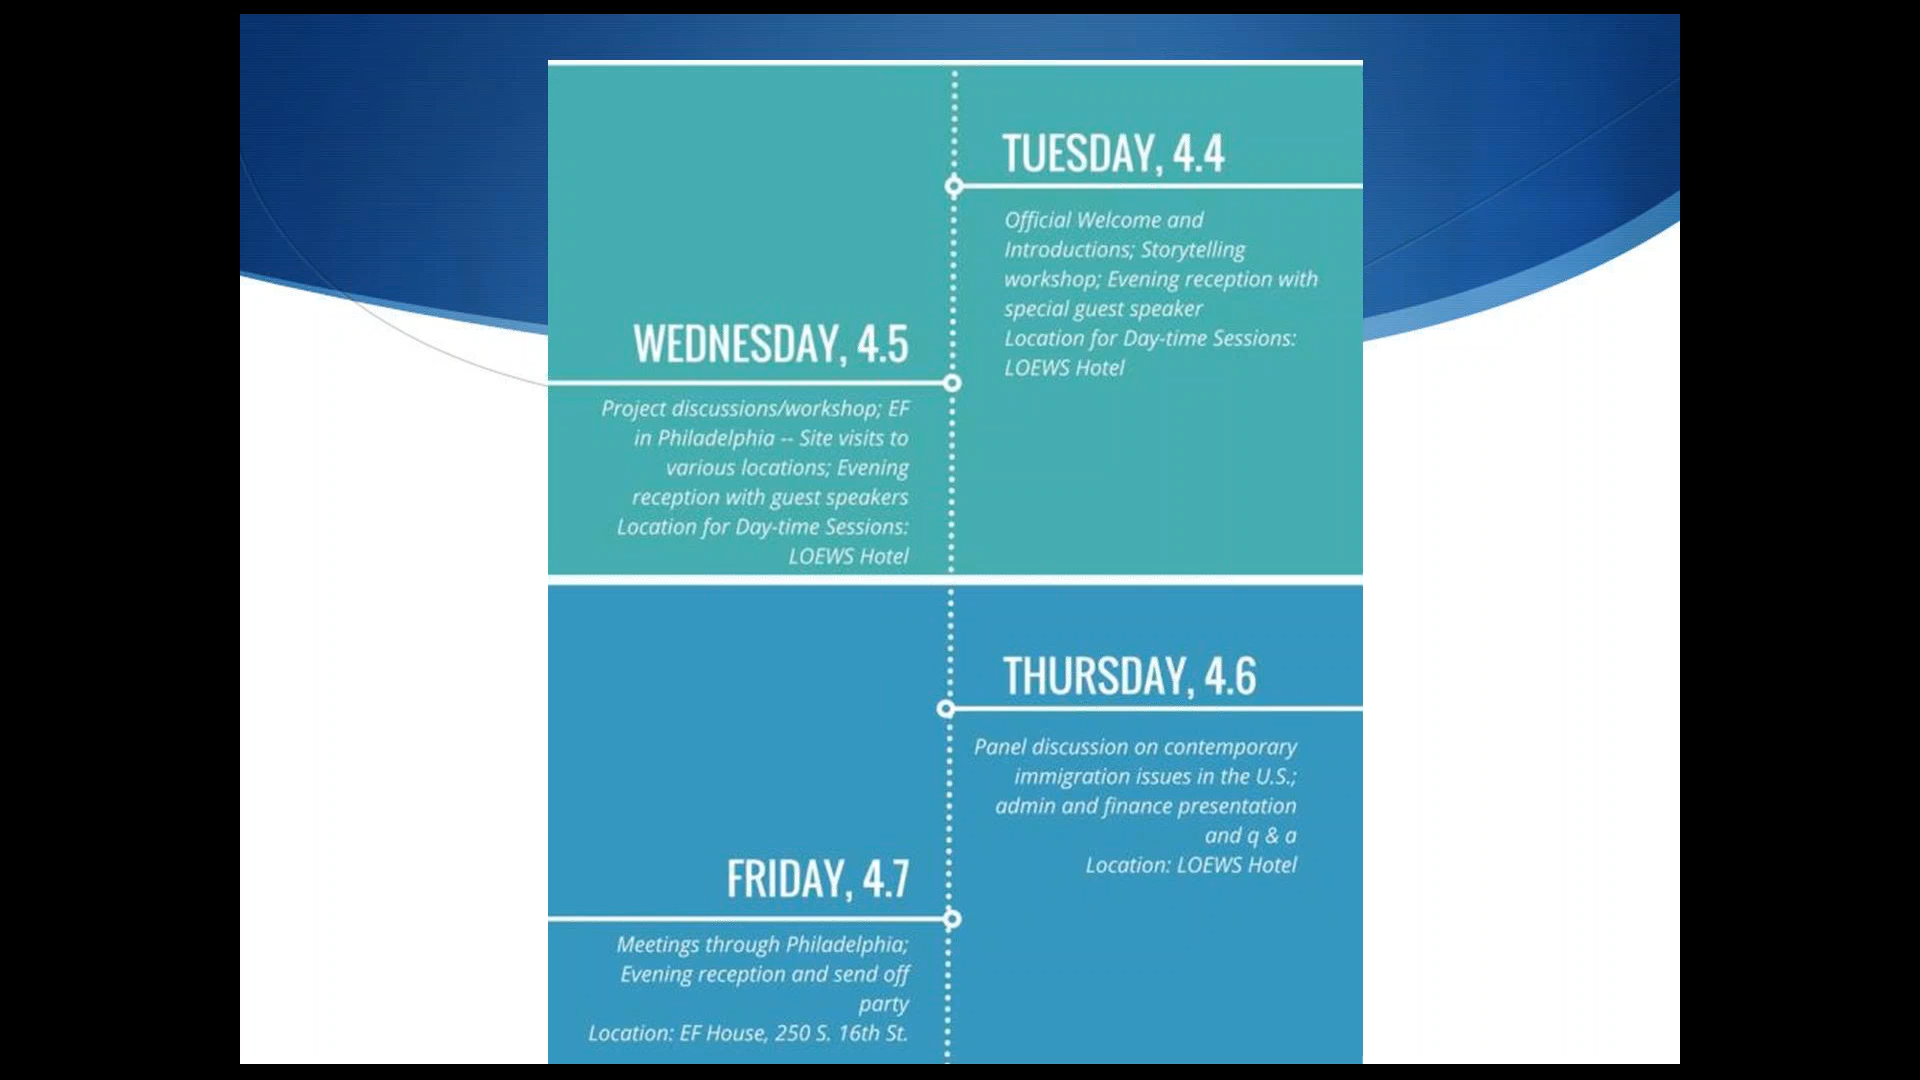 TUESDAY, 4.4
Official Welcome and
Introductions; Storytelling
workshop; Evening reception with
special guest speaker
Location for Day-time Sessions:
LOEWS Hotel
WEDNESDAY, 4.5
Project discussions/workshop; EF
in Philadelphia -- Site visits to
various locations; Evening
reception with guest speakers
Location for Day-time Sessions:
LOEWS Hotel
THURSDAY, 4.6
Panel discussion on contemporary
immigration issues in the U.S.;
admin and finance presentation
and q & a
Location: LOEWS Hotel
FRIDAY, 4.7
Meetings through Philadelphia;
Evening reception and send off
party
Location: EF House, 250 S. 16th St.